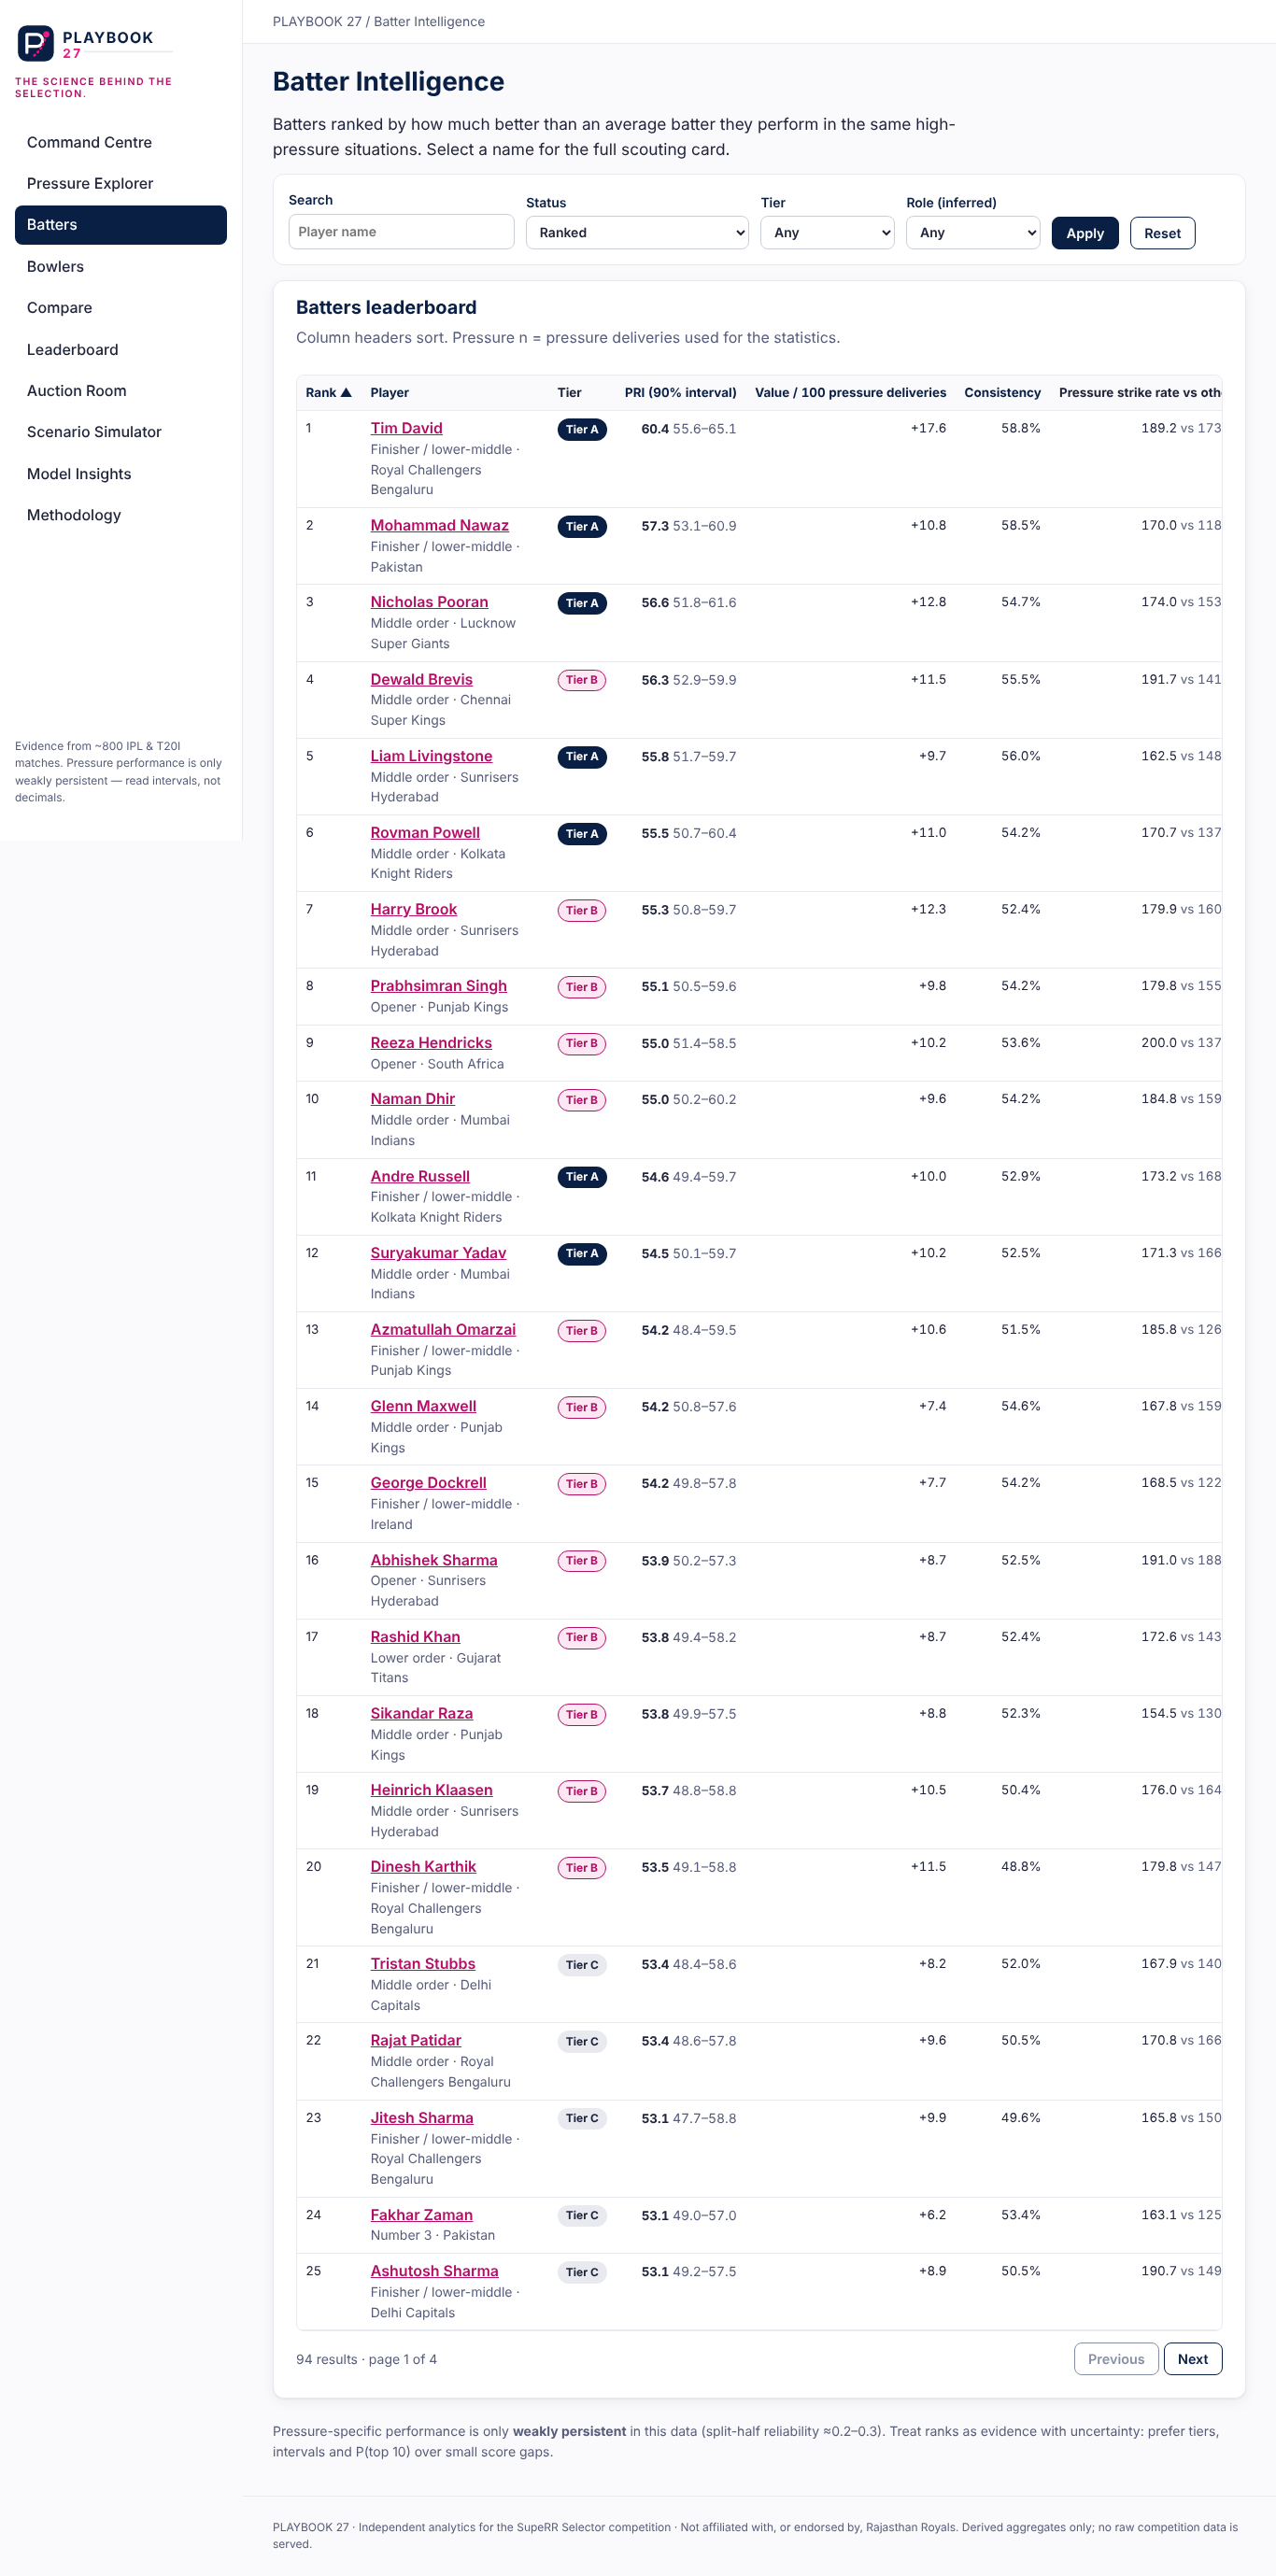 PLAYBOOK
27
THE SCIENCE BEHIND THE
SELECTION.
Command Centre
Pressure Explorer
Batters
Bowlers
Compare
Leaderboard
Auction Room
Scenario Simulator
Model Insights
Methodology
Evidence from ~800 IPL & T20I
matches. Pressure performance is only
weakly persistent — read intervals, not
decimals.
PLAYBOOK 27 / Batter Intelligence
Batter Intelligence
Batters ranked by how much better than an average batter they perform in the same high-
pressure situations. Select a name for the full scouting card.
Search Status Tier Role (inferred)
Player name Ranked Any Any Apply Reset
Batters leaderboard
Column headers sort. Pressure n = pressure deliveries used for the statistics.
Rank ▲ Player Tier PRI (90% interval) Value / 100 pressure deliveries Consistency Pressure strike rate vs oth
1 Tim David Tier A 60.4 55.6–65.1 +17.6 58.8% 189.2 vs 173
Finisher / lower-middle ·
Royal Challengers
Bengaluru
2 Mohammad Nawaz Tier A 57.3 53.1–60.9 +10.8 58.5% 170.0 vs 118
Finisher / lower-middle ·
Pakistan
3 Nicholas Pooran Tier A 56.6 51.8–61.6 +12.8 54.7% 174.0 vs 153
Middle order · Lucknow
Super Giants
4 Dewald Brevis Tier B 56.3 52.9–59.9 +11.5 55.5% 191.7 vs 141
Middle order · Chennai
Super Kings
5 Liam Livingstone Tier A 55.8 51.7–59.7 +9.7 56.0% 162.5 vs 148
Middle order · Sunrisers
Hyderabad
6 Rovman Powell Tier A 55.5 50.7–60.4 +11.0 54.2% 170.7 vs 137
Middle order · Kolkata
Knight Riders
7 Harry Brook Tier B 55.3 50.8–59.7 +12.3 52.4% 179.9 vs 160
Middle order · Sunrisers
Hyderabad
8 Prabhsimran Singh Tier B 55.1 50.5–59.6 +9.8 54.2% 179.8 vs 155
Opener · Punjab Kings
9 Reeza Hendricks Tier B 55.0 51.4–58.5 +10.2 53.6% 200.0 vs 137
Opener · South Africa
10 Naman Dhir Tier B 55.0 50.2–60.2 +9.6 54.2% 184.8 vs 159
Middle order · Mumbai
Indians
11 Andre Russell Tier A 54.6 49.4–59.7 +10.0 52.9% 173.2 vs 168
Finisher / lower-middle ·
Kolkata Knight Riders
12 Suryakumar Yadav Tier A 54.5 50.1–59.7 +10.2 52.5% 171.3 vs 166
Middle order · Mumbai
Indians
13 Azmatullah Omarzai Tier B 54.2 48.4–59.5 +10.6 51.5% 185.8 vs 126
Finisher / lower-middle ·
Punjab Kings
14 Glenn Maxwell Tier B 54.2 50.8–57.6 +7.4 54.6% 167.8 vs 159
Middle order · Punjab
Kings
15 George Dockrell Tier B 54.2 49.8–57.8 +7.7 54.2% 168.5 vs 122
Finisher / lower-middle ·
Ireland
16 Abhishek Sharma Tier B 53.9 50.2–57.3 +8.7 52.5% 191.0 vs 188
Opener · Sunrisers
Hyderabad
17 Rashid Khan Tier B 53.8 49.4–58.2 +8.7 52.4% 172.6 vs 143
Lower order · Gujarat
Titans
18 Sikandar Raza Tier B 53.8 49.9–57.5 +8.8 52.3% 154.5 vs 130
Middle order · Punjab
Kings
19 Heinrich Klaasen Tier B 53.7 48.8–58.8 +10.5 50.4% 176.0 vs 164
Middle order · Sunrisers
Hyderabad
20 Dinesh Karthik Tier B 53.5 49.1–58.8 +11.5 48.8% 179.8 vs 147
Finisher / lower-middle ·
Royal Challengers
Bengaluru
21 Tristan Stubbs Tier C 53.4 48.4–58.6 +8.2 52.0% 167.9 vs 140
Middle order · Delhi
Capitals
22 Rajat Patidar Tier C 53.4 48.6–57.8 +9.6 50.5% 170.8 vs 166
Middle order · Royal
Challengers Bengaluru
23 Jitesh Sharma Tier C 53.1 47.7–58.8 +9.9 49.6% 165.8 vs 150
Finisher / lower-middle ·
Royal Challengers
Bengaluru
24 Fakhar Zaman Tier C 53.1 49.0–57.0 +6.2 53.4% 163.1 vs 125
Number 3 · Pakistan
25 Ashutosh Sharma Tier C 53.1 49.2–57.5 +8.9 50.5% 190.7 vs 149
Finisher / lower-middle ·
Delhi Capitals
94 results · page 1 of 4 Previous Next
Pressure-specific performance is only weakly persistent in this data (split-half reliability ≈0.2–0.3). Treat ranks as evidence with uncertainty: prefer tiers,
intervals and P(top 10) over small score gaps.
PLAYBOOK 27 · Independent analytics for the SupeRR Selector competition · Not affiliated with, or endorsed by, Rajasthan Royals. Derived aggregates only; no raw competition data is
served.